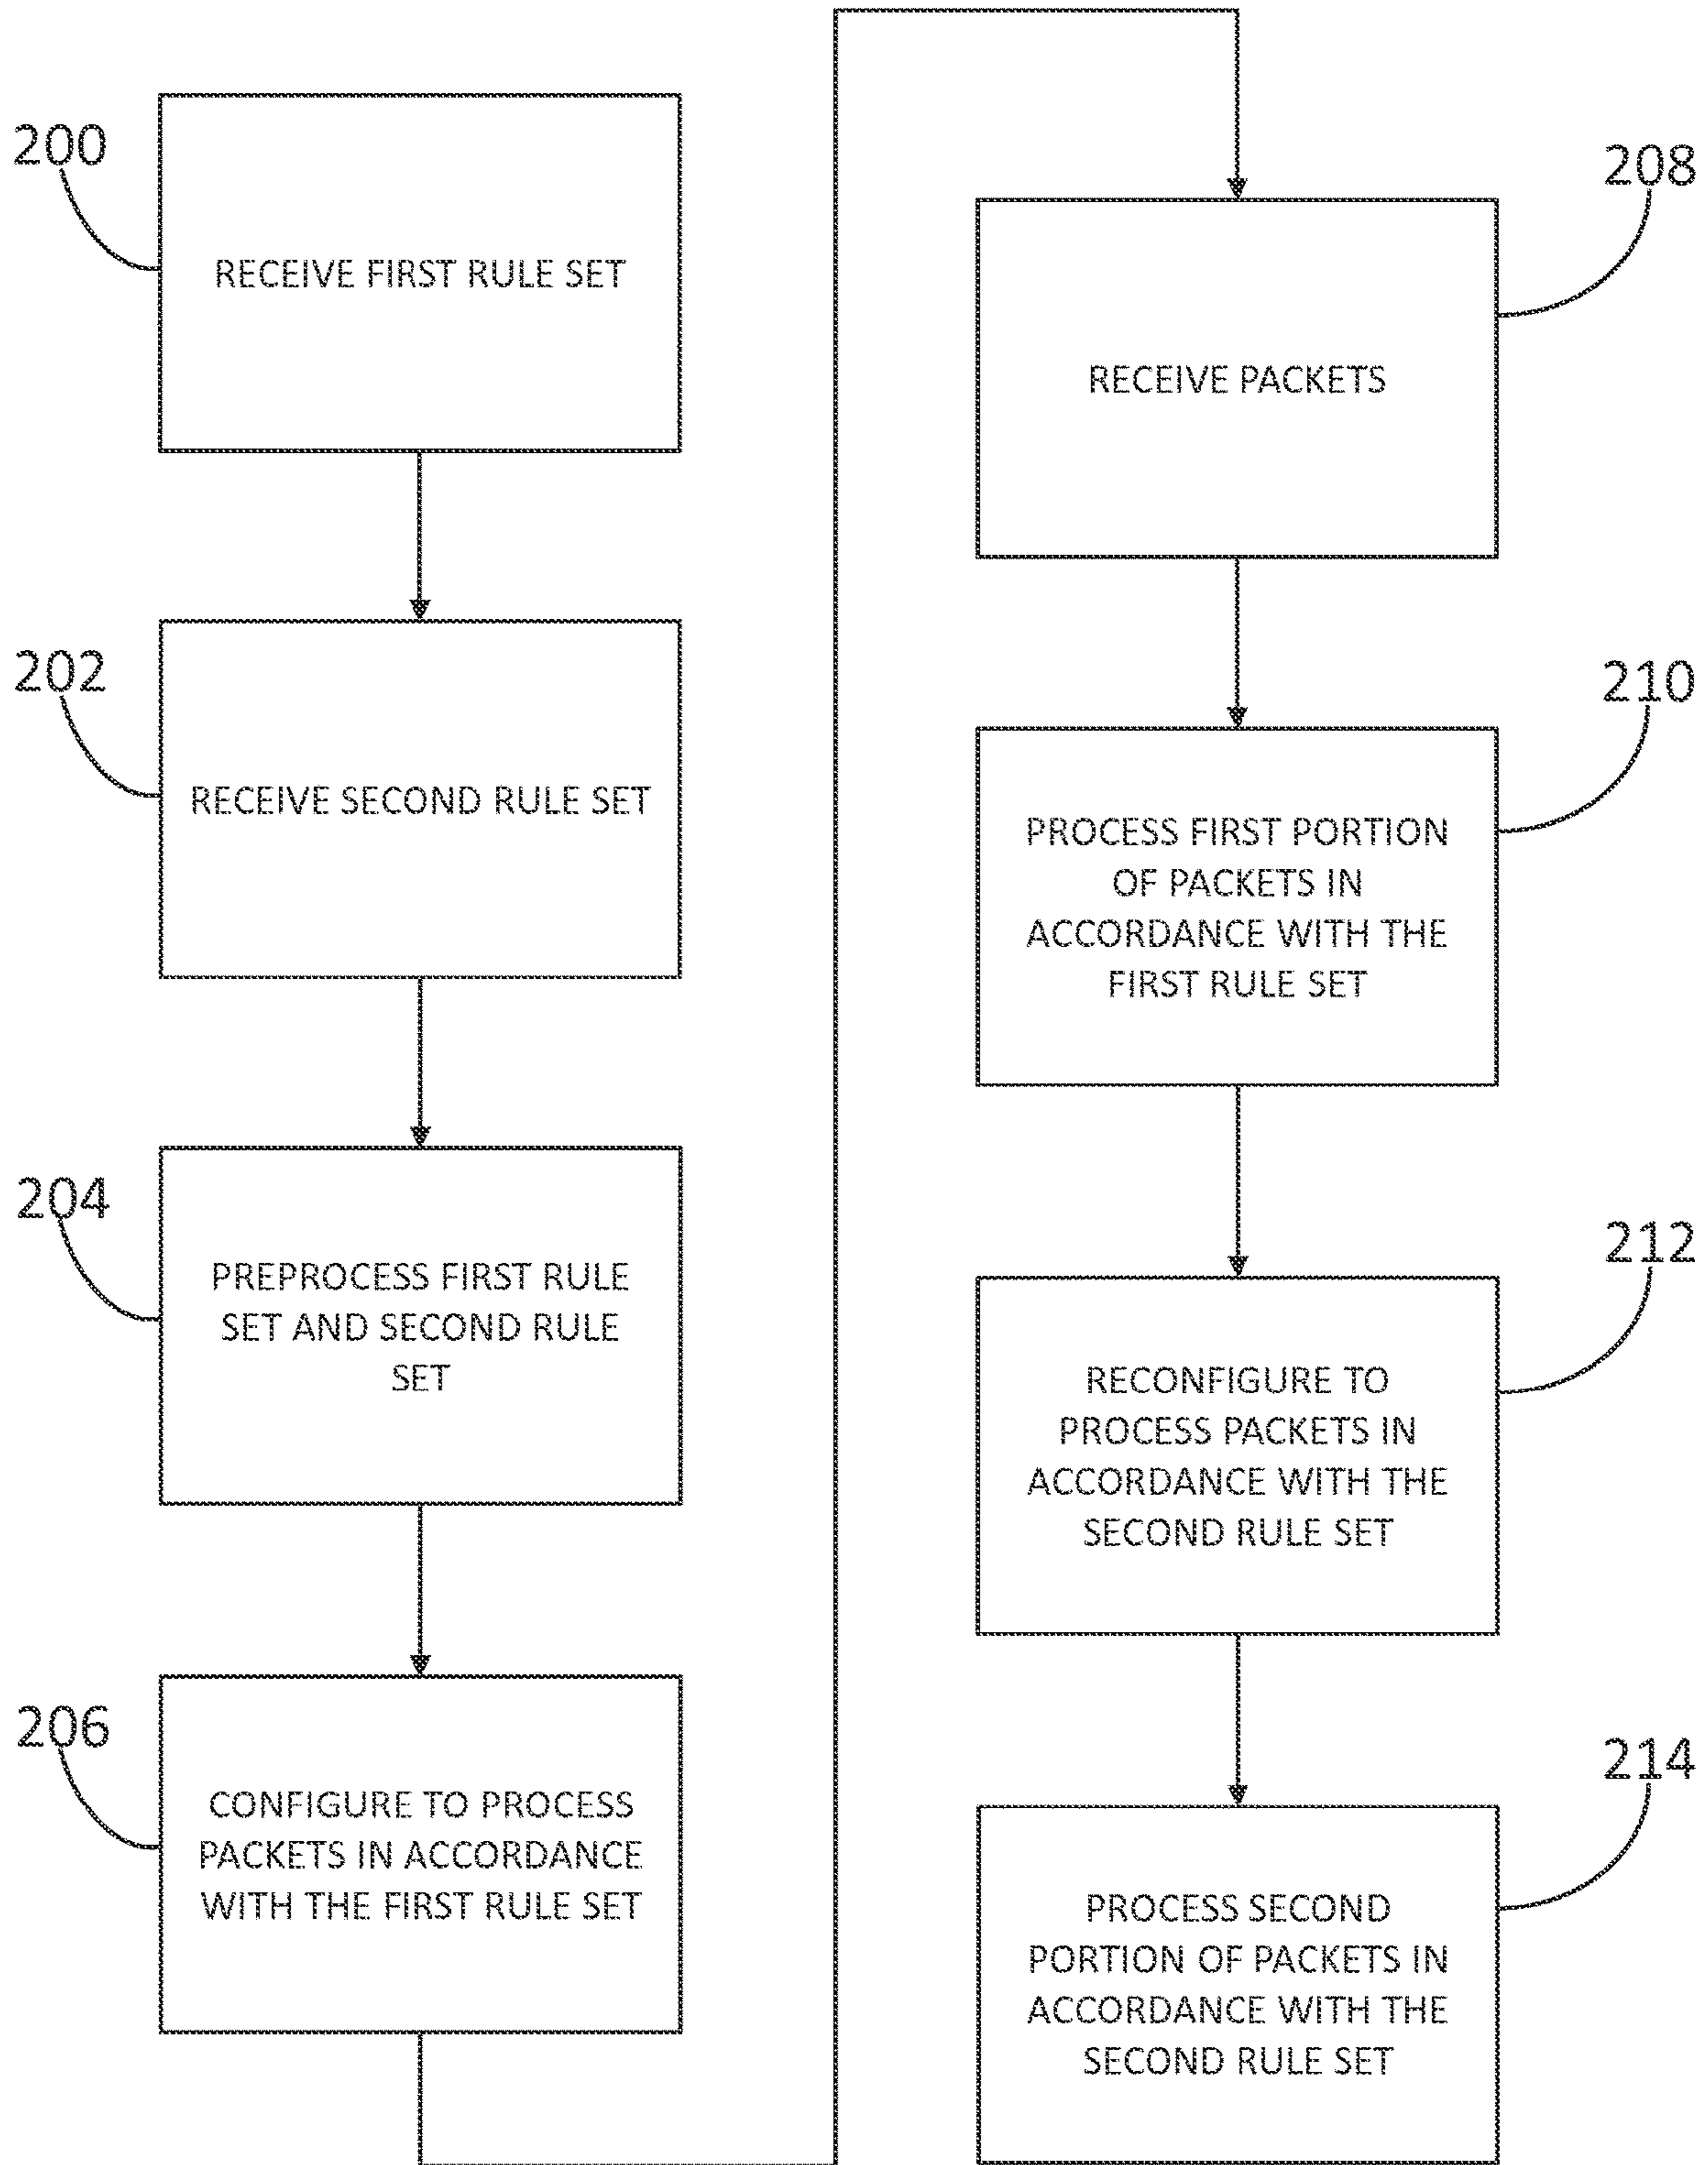 200
RECEIVE FIRST RULE SET
202
RECEIVE SECOND RULE SET
204
PREPROCESS FIRST RULE
SET AND SECOND RULE
SET
206
CONFIGURE TO PROCESS
PACKETS IN ACCORDANCE
WITH THE FIRST RULE SET
208
RECEIVE PACKETS
210
PROCESS FIRST PORTION
OF PACKETS IN
ACCORDANCE WITH THE
FIRST RULE SET
212
RECONFIGURE TO
PROCESS PACKETS IN
ACCORDANCE WITH THE
SECOND RULE SET
214
PROCESS SECOND
PORTION OF PACKETS IN
ACCORDANCE WITH THE
SECOND RULE SET